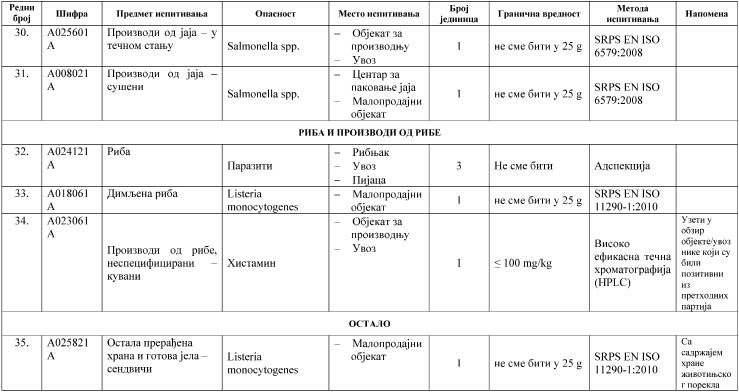 Редни број
Шифра
Предмет испитивања
Опасност
Место испитивања
Број јединица
Гранична вредност
Метода испитивања
Напомена
30.
A025601
A
Производи од јаја – у
течном стању
Salmonella spp.
– Објекат за
производњу
– Увоз
1
не сме бити у 25 g
SRPS EN ISO
6579:2008
31.
A008021
A
Производи од јаја –
сушени
Salmonella spp.
– Центар за
паковање јаја
– Малопродајни
објекат
1
не сме бити у 25 g
SRPS EN ISO
6579:2008
РИБА И ПРОИЗВОДИ ОД РИБЕ
32.
A024121
A
Риба
Паразити
– Рибњак
– Увоз
– Пијаца
3
Не сме бити
Адспекција
33.
A018061
A
Димљена риба
Listeria
monocytogenes
– Малопродајни
објекат
1
не сме бити у 25 g
SRPS EN ISO
11290-1:2010
34.
A023061
A
Производи од рибе,
неспецифицирани –
кувани
Хистамин
– Објекат за
производњу
– Увоз
1
≤ 100 mg/kg
Високо
ефикасна течна
хроматографија
(HPLC)
Узети у
обзир
објекте/увоз
нике који су
били
позитивни
из
претходних
партија
ОСТАЛО
35.
A025821
A
Остала прерађена
храна и готова јела –
сендвичи
Listeria
monocytogenes
– Малопродајни
објекат
1
не сме бити у 25 g
SRPS EN ISO
11290-1:2010
Са
садржајем
хране
животињско
г порекла